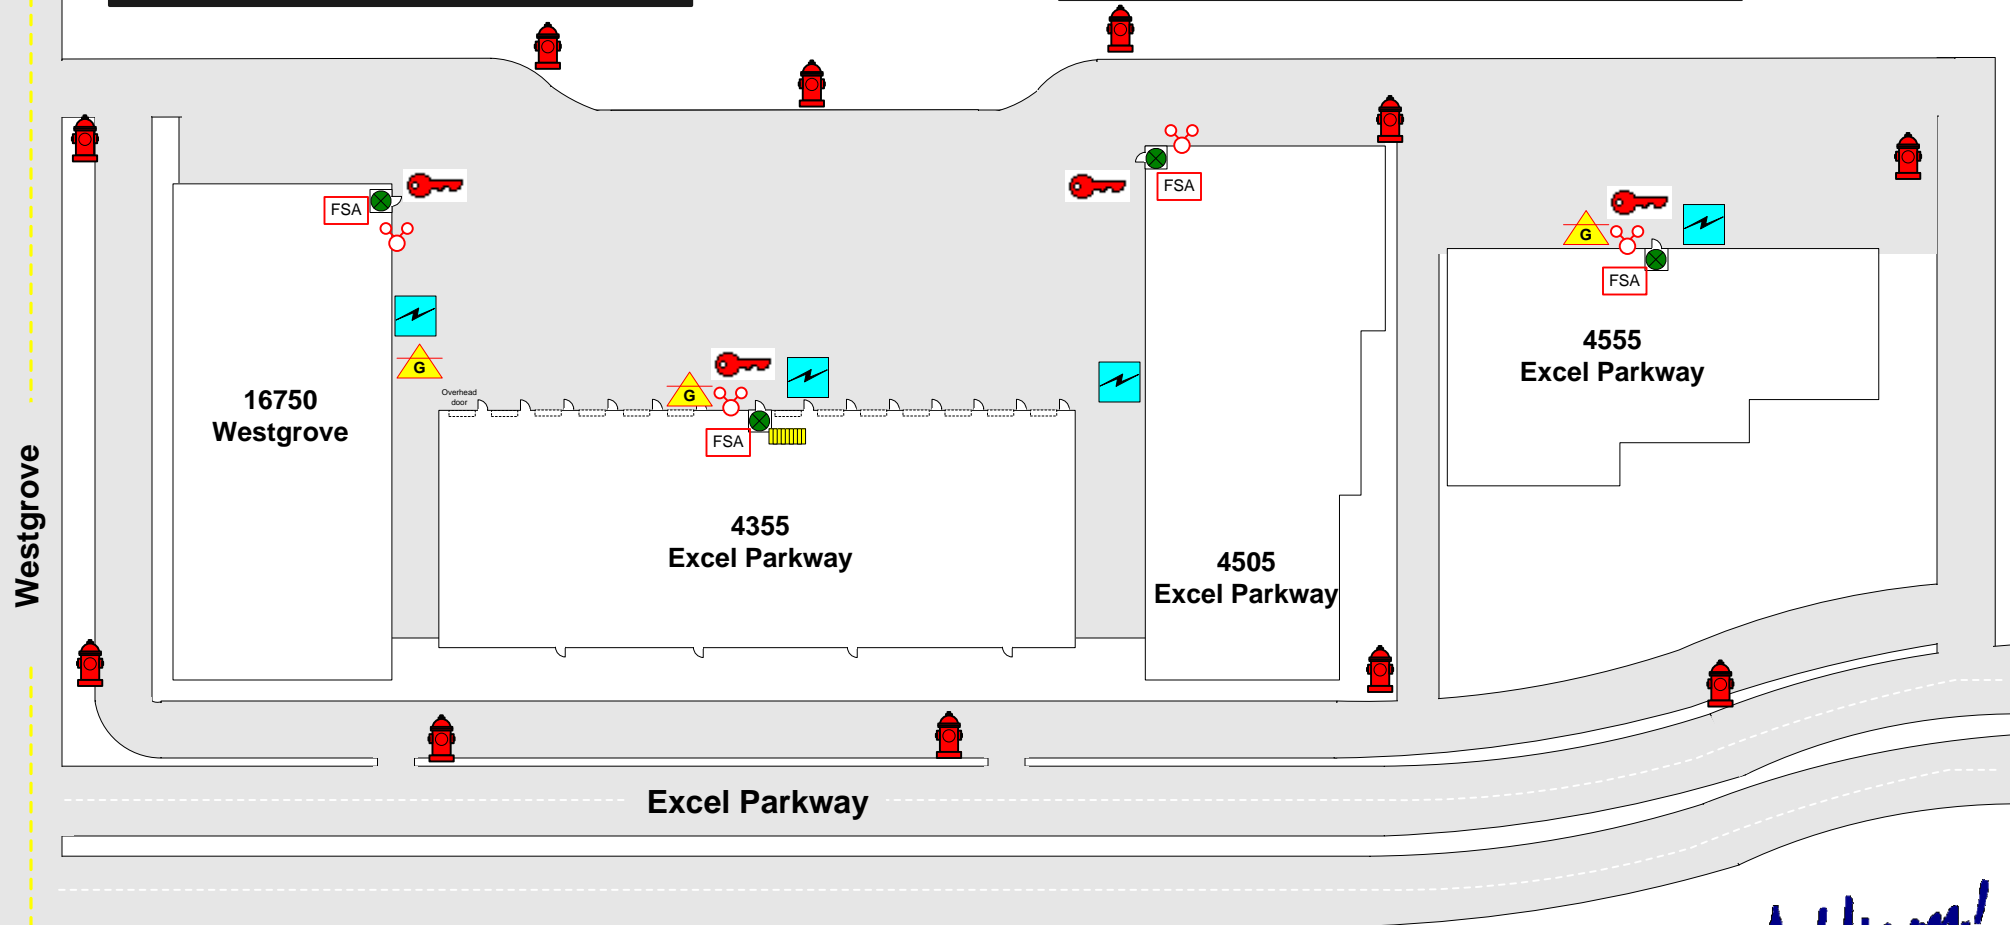 FSA
FSA
G
FSA
G
G
Overhead
door
FSA
4555
Excel Parkway
16750
Westgrove
4355
Excel Parkway
4505
Excel Parkway
Westgrove
Excel Parkway